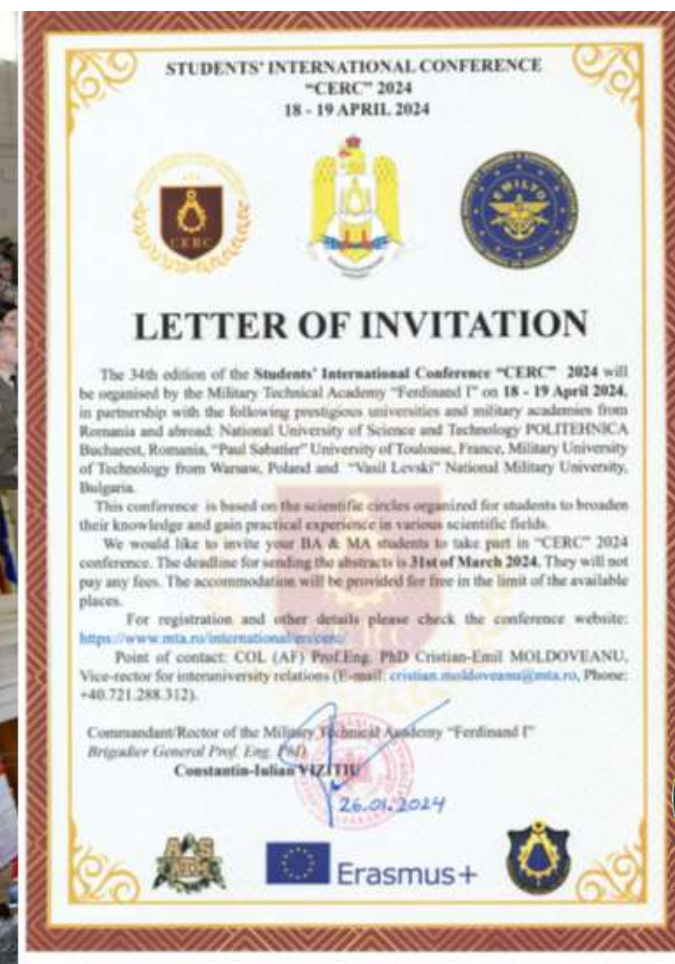 STUDENTS' INTERNATIONAL CONFERENCE
"CERC" 2024
18 - 19 APRIL 2024
CERC
EMILYO
LETTER OF INVITATION
The 34th edition of the Students' International Conference "CERC" 2024 will
be organised by the Military Technical Academy "Ferdinand I" on 18 - 19 April 2024,
in partnership with the following prestigious universities and military academies from
Romania and abroad: National University of Science and Technology POLITEHNICA
Bucharest, Romania, "Paul Sabatier" University of Toulouse, France, Military University
of Technology from Warsaw, Poland and "Vasil Levski" National Military University,
Bulgaria.
This conference is based on the scientific circles organized for students to broaden
their knowledge and gain practical experience in various scientific fields.
We would like to invite your BA & MA students to take part in "CERC" 2024
conference. The deadline for sending the abstracts is 31st of March 2024. They will not
pay any fees. The accommodation will be provided for free in the limit of the available
places.
For registration and other details please check the conference website:
https://www.mta.ro/international/en/cerc/
Point of contact: COL (AF) Prof.Eng. PhD Cristian-Emil MOLDOVEANU,
Vice-rector for interuniversity relations (E-mail: cristian.moldoveanu@mta.ro, Phone:
+40.721.288.312).
Commandant/Rector of the Military Technical Academy "Ferdinand I"
Brigadier General Prof. Eng. PhD
Constantin-Iulian VIZITIU
26.01.2024
Erasmus+